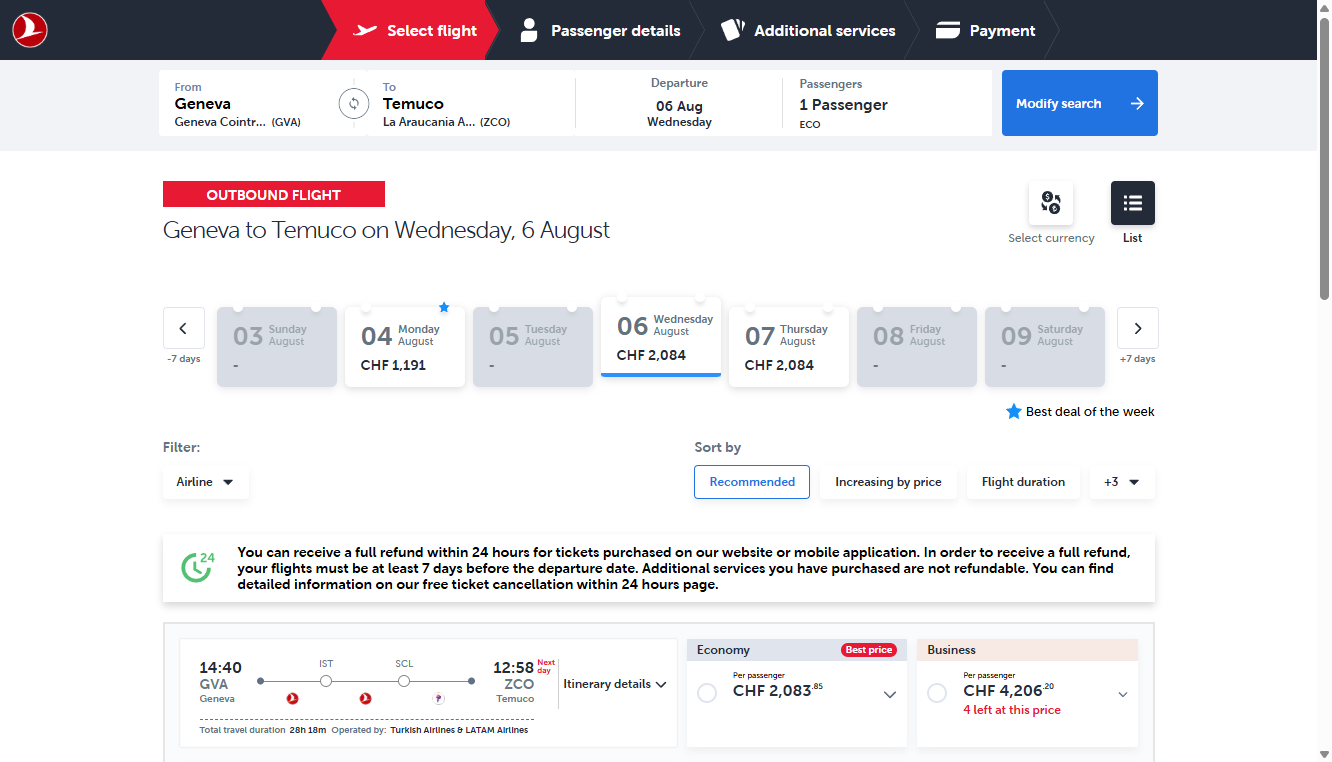 Select flight
Passenger details
Additional services
Payment
From
Geneva
Geneva Cointr... (GVA)
To
Temuco
La Araucania A... (ZCO)
Departure
06 Aug
Wednesday
Passengers
1 Passenger
ECO
Modify search
OUTBOUND FLIGHT
Geneva to Temuco on Wednesday, 6 August
Select currency
List
-7 days
03 Sunday August
-
04 Monday August
CHF 1,191
05 Tuesday August
-
06 Wednesday August
CHF 2,084
07 Thursday August
CHF 2,084
08 Friday August
-
09 Saturday August
-
+7 days
Best deal of the week
Filter:
Airline
Sort by
Recommended
Increasing by price
Flight duration
+3
24
You can receive a full refund within 24 hours for tickets purchased on our website or mobile application. In order to receive a full refund,
your flights must be at least 7 days before the departure date. Additional services you have purchased are not refundable. You can find
detailed information on our free ticket cancellation within 24 hours page.
14:40
GVA
Geneva
IST
SCL
12:58 Next day
ZCO
Temuco
Itinerary details
Total travel duration 28h 18m Operated by: Turkish Airlines & LATAM Airlines
Economy
Best price
Per passenger
CHF 2,083.85
Business
Per passenger
CHF 4,206.20
4 left at this price